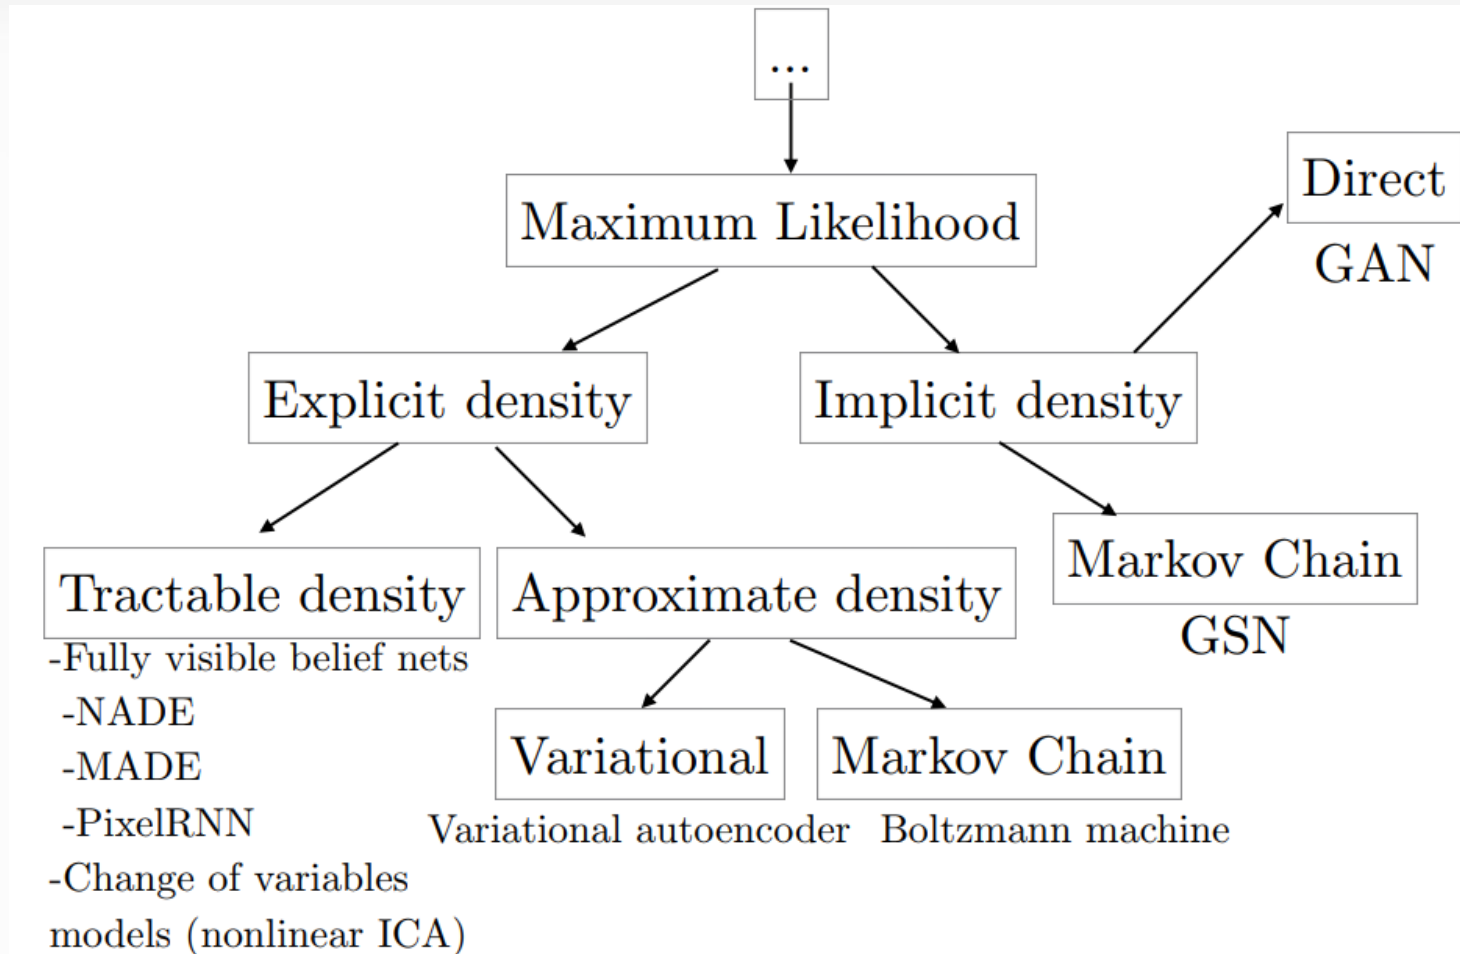 ...
Maximum Likelihood
Direct
GAN
Explicit density
Implicit density
Tractable density
Approximate density
Markov Chain
GSN
-Fully visible belief nets
-NADE
-MADE
-PixelRNN
-Change of variables
models (nonlinear ICA)
Variational
Markov Chain
Variational autoencoder
Boltzmann machine